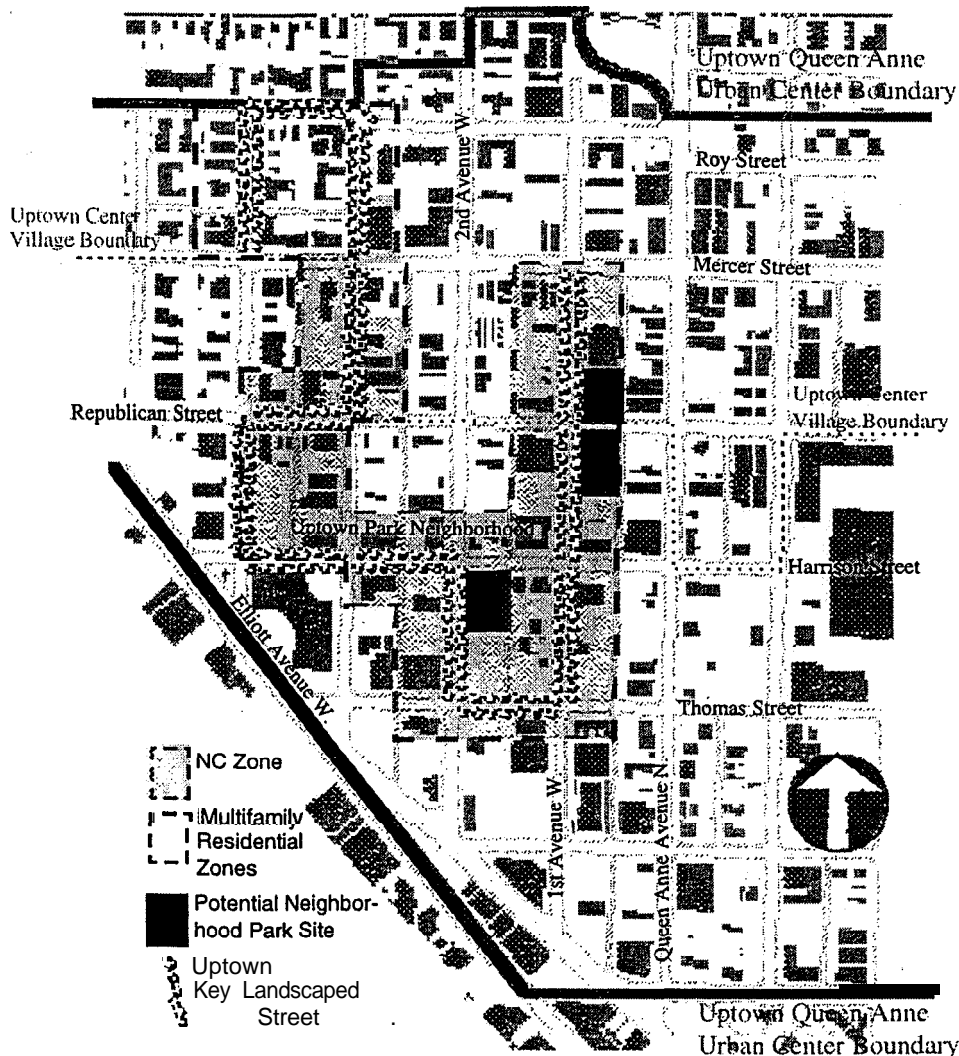 Uptown Queen Anne
Urban Center Boundary
2nd Avenue W
Roy Street
Uptown Center
Village Boundary
Mercer Street
Republican Street
Uptown Center
Village Boundary
Uptown Park Neighborhood
Harrison Street
Elliott Avenue W.
Thomas Street
NC Zone
Multifamily
Residential
Zones
1st Avenue W
Queen Anne Avenue N
Potential Neighbor-
hood Park Site
Uptown
Key Landscaped
Street
Uptown Queen Anne
Urban Center Boundary